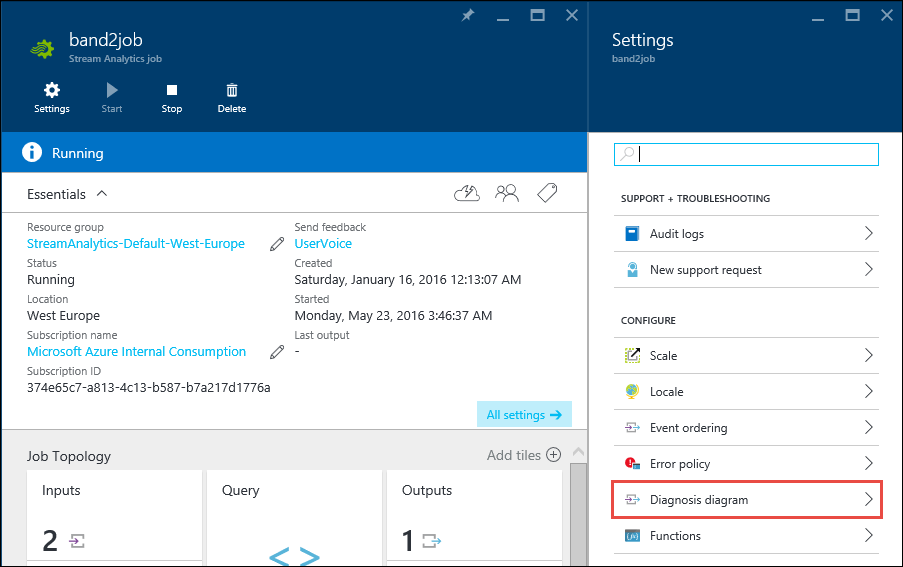 band2job
Stream Analytics job
Settings
Start
Stop
Delete
Running
Essentials
Resource group
StreamAnalytics-Default-West-Europe
Status
Running
Location
West Europe
Subscription name
Microsoft Azure Internal Consumption
Subscription ID
374e65c7-a813-4c13-b587-b7a217d1776a
Send feedback
UserVoice
Created
Saturday, January 16, 2016 12:13:07 AM
Started
Monday, May 23, 2016 3:46:37 AM
Last output
-
All settings
Job Topology
Add tiles
Inputs
2
Query
Outputs
1
Settings
band2job
SUPPORT + TROUBLESHOOTING
Audit logs
New support request
CONFIGURE
Scale
Locale
Event ordering
Error policy
Diagnosis diagram
Functions